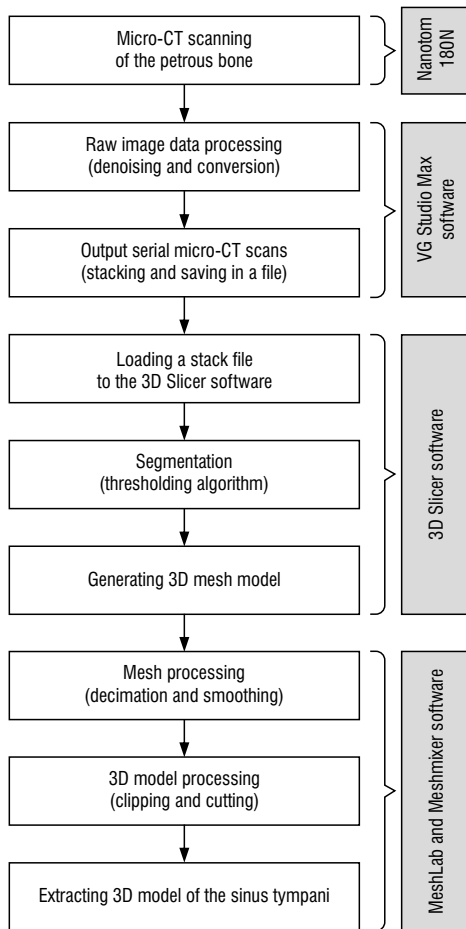 Micro-CT scanning
of the petrous bone
Nanotom
180N
Raw image data processing
(denoising and conversion)
Output serial micro-CT scans
(stacking and saving in a file)
VG Studio Max
software
Loading a stack file
to the 3D Slicer software
Segmentation
(thresholding algorithm)
Generating 3D mesh model
3D Slicer software
Mesh processing
(decimation and smoothing)
3D model processing
(clipping and cutting)
Extracting 3D model of the sinus tympani
MeshLab and Meshmixer software